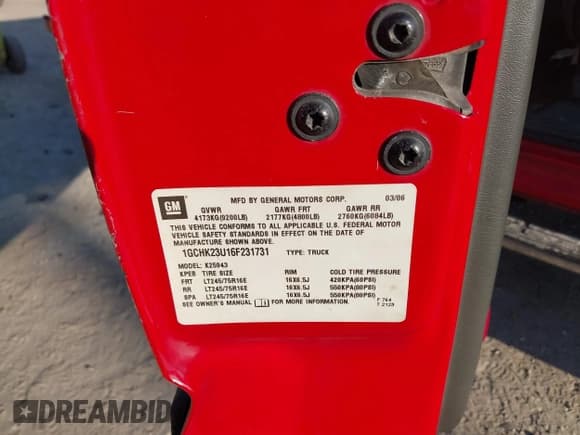 GM
MFD BY GENERAL MOTORS CORP. 03/06
GVWR GAWR FRT GAWR RR
4173KG(9200LB) 2177KG(4800LB) 2760KG(6084LB)
THIS VEHICLE CONFORMS TO ALL APPLICABLE U.S. FEDERAL MOTOR
VEHICLE SAFETY STANDARDS IN EFFECT ON THE DATE OF
MANUFACTURE SHOWN ABOVE.
1GCHK23U16F231731 TYPE: TRUCK
MODEL: K25943
KPEB TIRE SIZE RIM COLD TIRE PRESSURE
FRT LT245/75R16E 16X6.5J 420KPA(60PSI)
RR LT245/75R16E 16X6.5J 550KPA(80PSI)
SPA LT245/75R16E 16X6.5J 550KPA(80PSI)
SEE OWNER'S MANUAL FOR MORE INFORMATION.
F 764
T 2129
DREAMBID